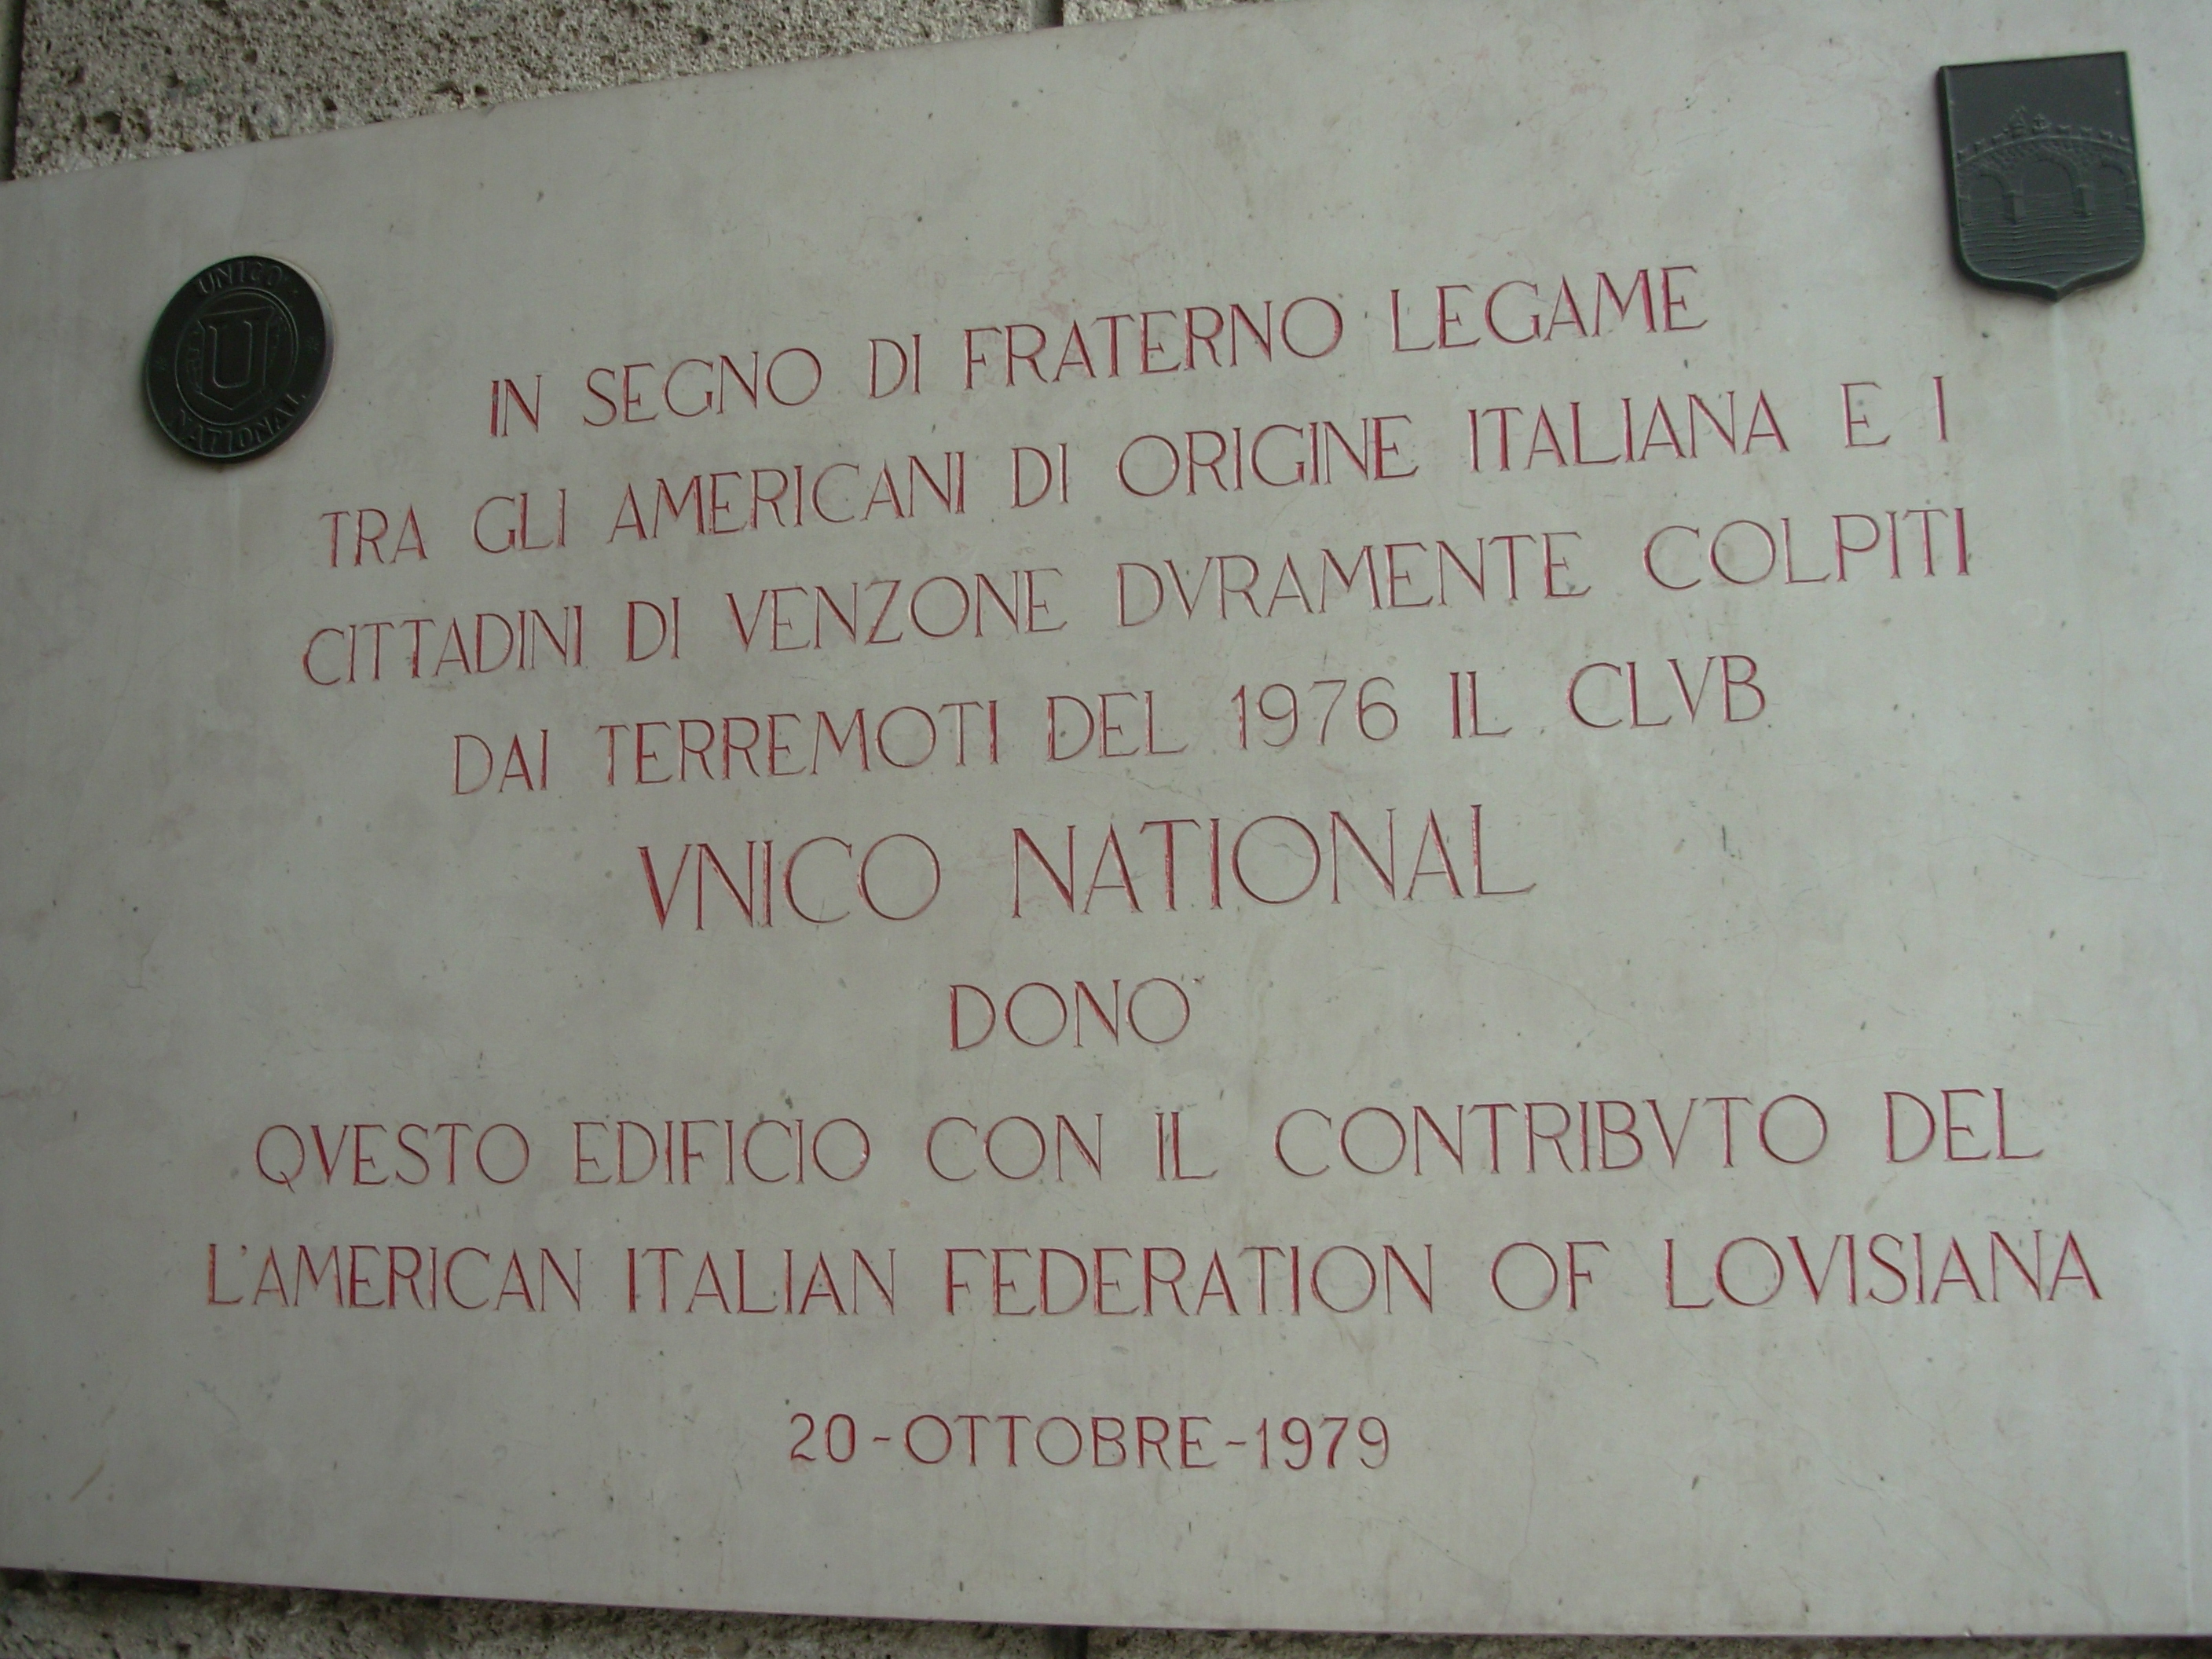 UNICO
U
NATIONAL
IN SEGNO DI FRATERNO LEGAME
TRA GLI AMERICANI DI ORIGINE ITALIANA E I
CITTADINI DI VENZONE DVRAMENTE COLPITI
DAI TERREMOTI DEL 1976 IL CLVB
VNICO NATIONAL
DONO'
QVESTO EDIFICIO CON IL CONTRIBVTO DEL
L'AMERICAN ITALIAN FEDERATION OF LOVISIANA
20-OTTOBRE-1979